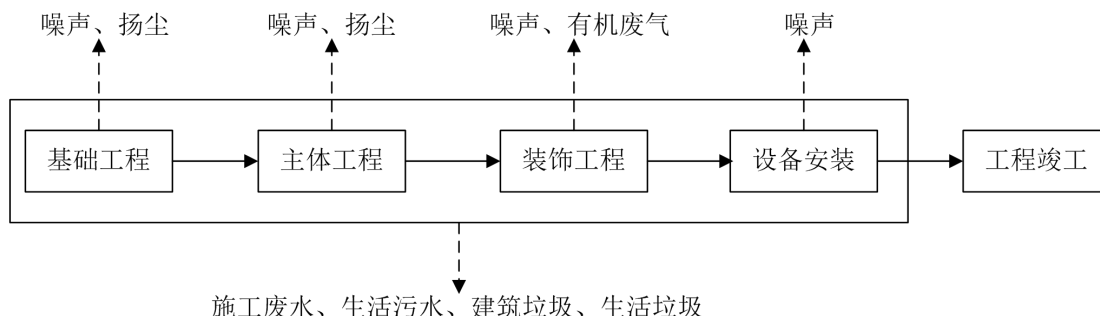 噪声、扬尘 噪声、扬尘 噪声、有机废气 噪声
基础工程 主体工程 装饰工程 设备安装 工程竣工
施工废水、生活污水、建筑垃圾、生活垃圾